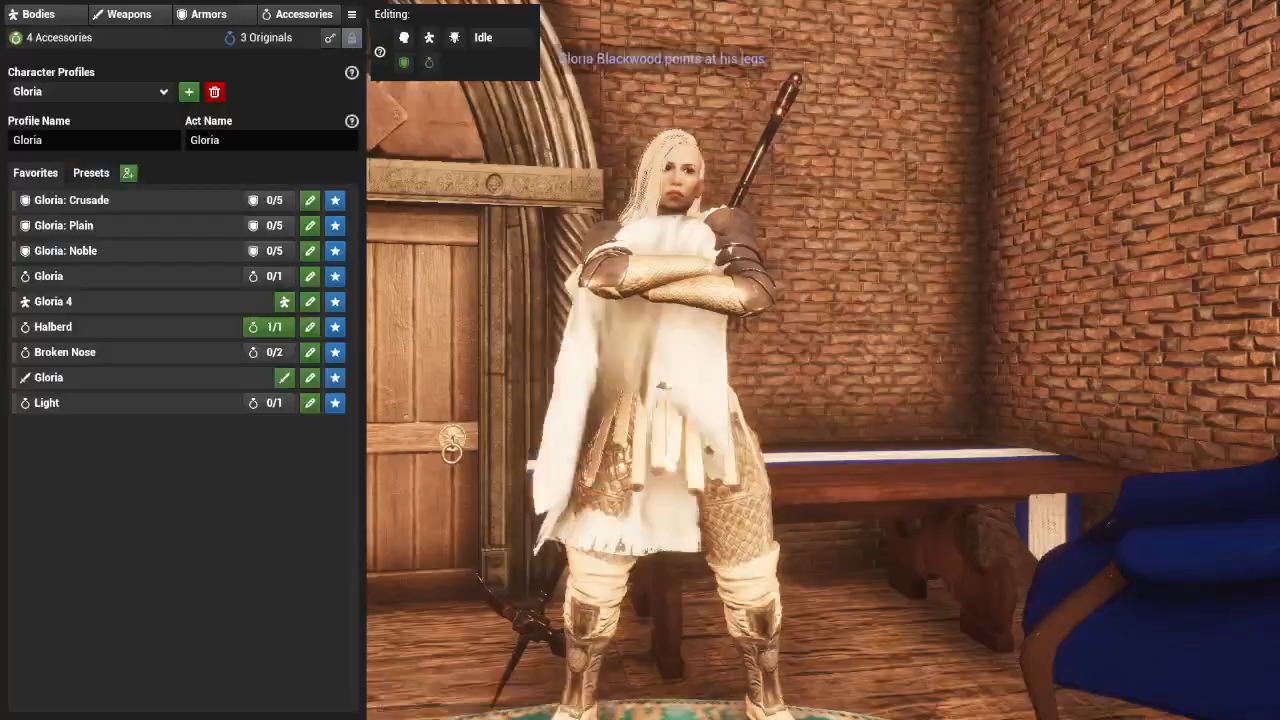 Bodies
Weapons
Armors
Accessories
4 Accessories
3 Originals
Editing:
Idle
Gloria Blackwood points at his legs
Character Profiles
Gloria
Profile Name
Act Name
Gloria
Gloria
Favorites
Presets
Gloria: Crusade 0/5
Gloria: Plain 0/5
Gloria: Noble 0/5
Gloria 0/1
Gloria 4
Halberd 1/1
Broken Nose 0/2
Gloria
Light 0/1